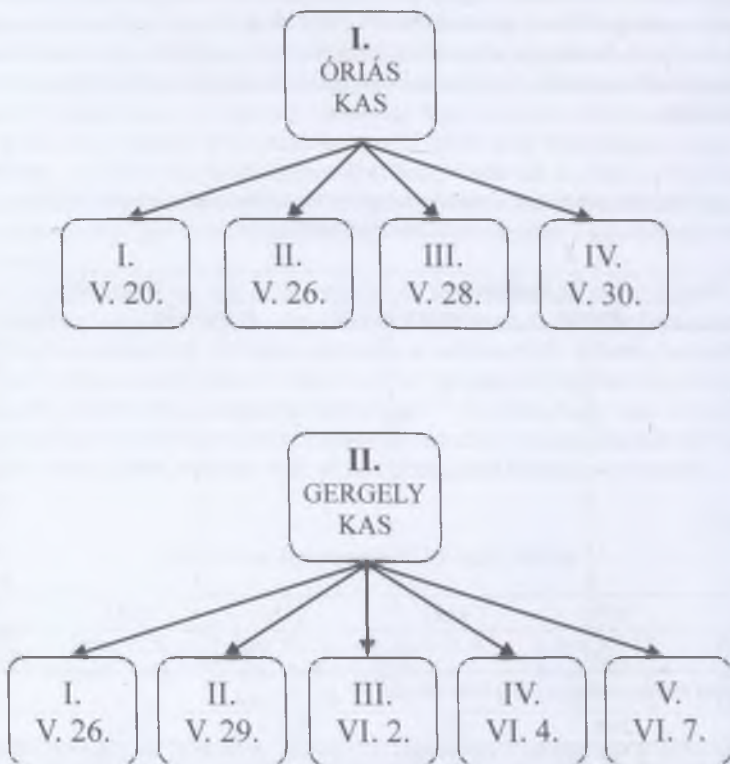 I.
ÓRIÁS
KAS
I.
V. 20.
II.
V. 26.
III.
V. 28.
IV.
V. 30.
II.
GERGELY
KAS
I.
V. 26.
II.
V. 29.
III.
VI. 2.
IV.
VI. 4.
V.
VI. 7.